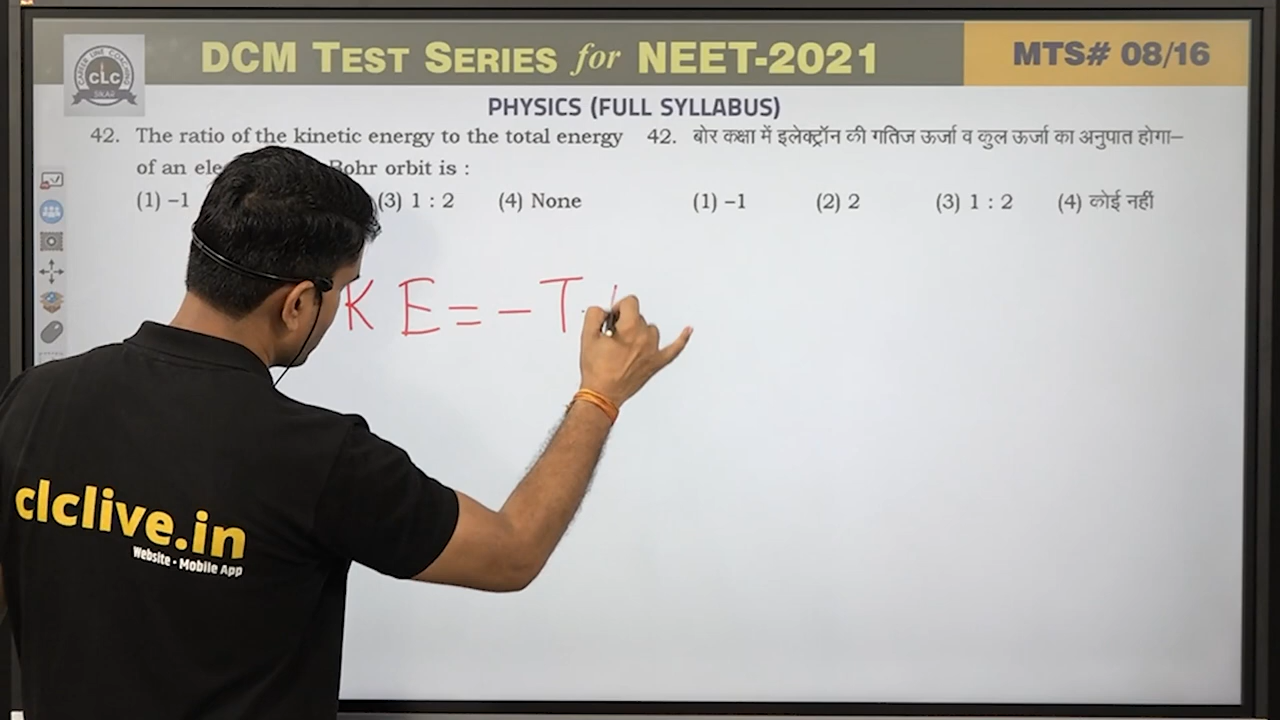 DCM TEST SERIES for NEET-2021
MTS# 08/16
CLC
PHYSICS (FULL SYLLABUS)
42. The ratio of the kinetic energy to the total energy
of an ele Bohr orbit is :
(1) –1 (3) 1 : 2 (4) None
42. बोर कक्षा में इलेक्ट्रॉन की गतिज ऊर्जा व कुल ऊर्जा का अनुपात होगा–
(1) –1 (2) 2 (3) 1 : 2 (4) कोई नहीं
K E = – T
clclive.in
Website • Mobile App